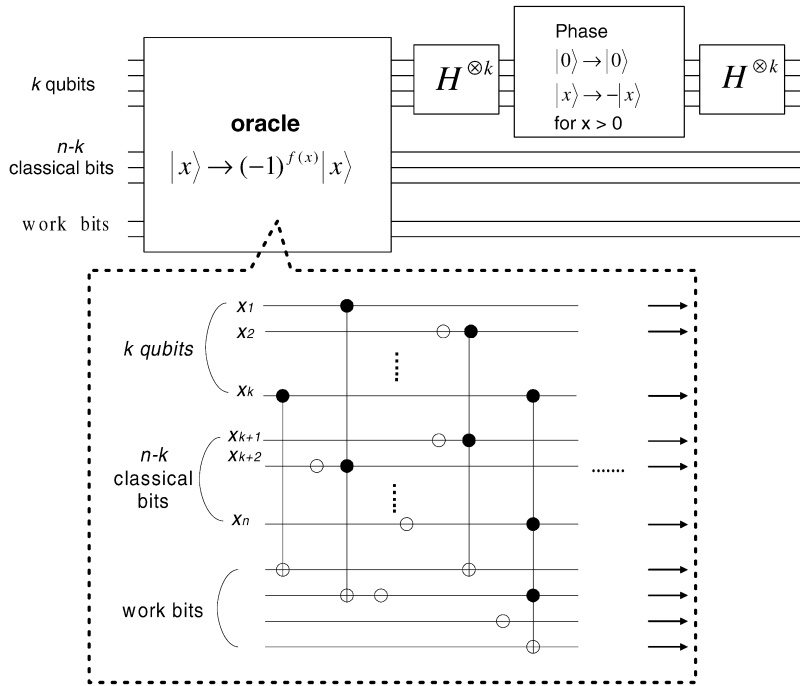 Phase
|0⟩→|0⟩
|x⟩→-|x⟩
for x > 0
H⊗k
H⊗k
k qubits
oracle
|x⟩→(-1)f(x)|x⟩
n-k
classical bits
work bits
x1
x2
k qubits
xk
xk+1
xk+2
n-k
classical
bits
xn
work bits